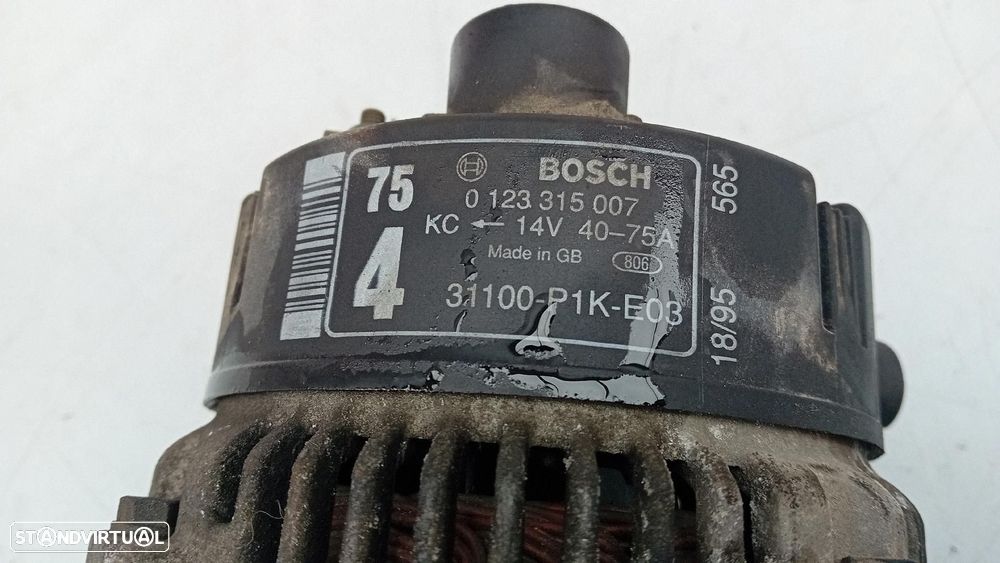 75
4
BOSCH
0 123 315 007
KC ← 14V 40-75A
Made in GB 806
31100-P1K-E03
18/95 565
STANDVIRTUAL